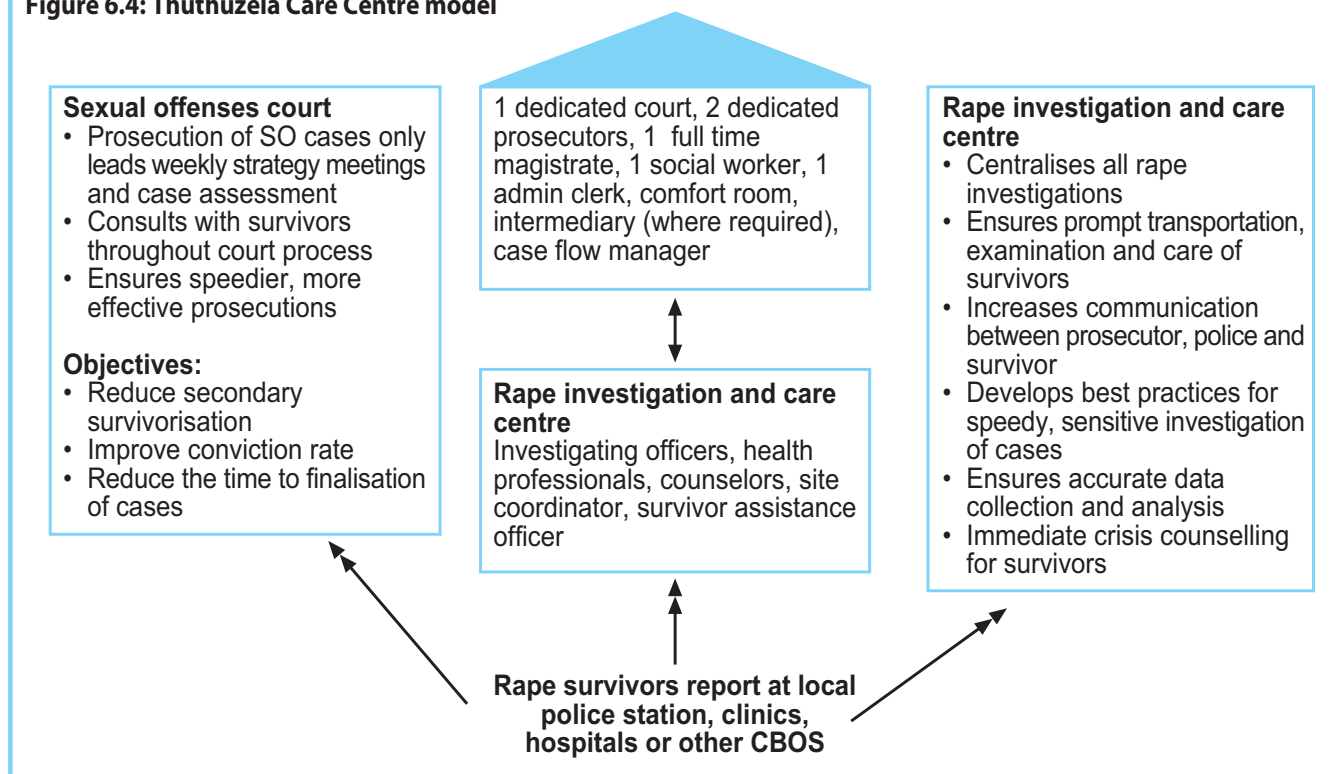 Figure 6.4: Thuthuzela Care Centre model
Sexual offenses court
• Prosecution of SO cases only
leads weekly strategy meetings
and case assessment
• Consults with survivors
throughout court process
• Ensures speedier, more
effective prosecutions
Objectives:
• Reduce secondary
survivorisation
• Improve conviction rate
• Reduce the time to finalisation
of cases
1 dedicated court, 2 dedicated
prosecutors, 1 full time
magistrate, 1 social worker, 1
admin clerk, comfort room,
intermediary (where required),
case flow manager
Rape investigation and care
centre
Investigating officers, health
professionals, counselors, site
coordinator, survivor assistance
officer
Rape investigation and care
centre
• Centralises all rape
investigations
• Ensures prompt transportation,
examination and care of
survivors
• Increases communication
between prosecutor, police and
survivor
• Develops best practices for
speedy, sensitive investigation
of cases
• Ensures accurate data
collection and analysis
• Immediate crisis counselling
for survivors
Rape survivors report at local
police station, clinics,
hospitals or other CBOS